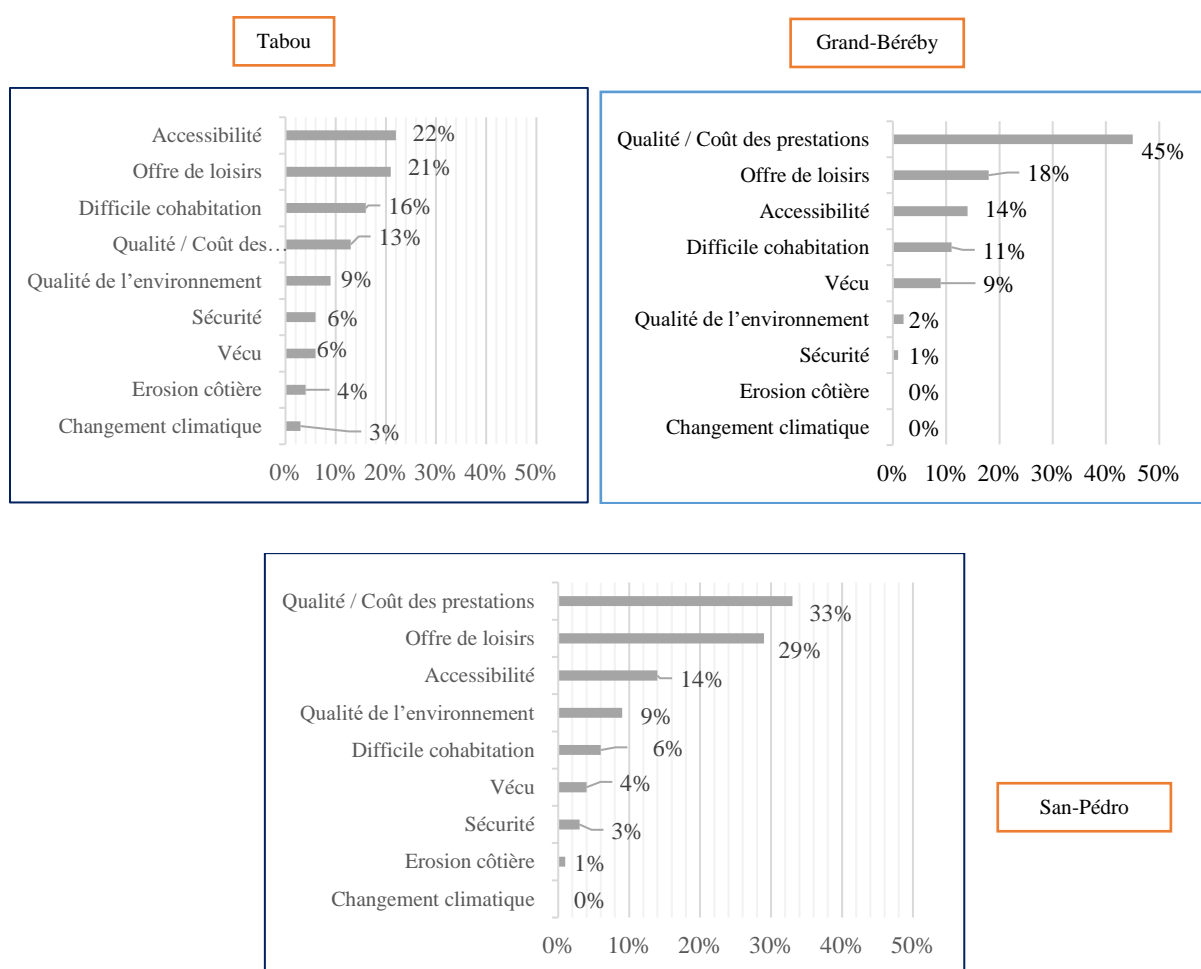 Tabou
Accessibilité 22%
Offre de loisirs 21%
Difficile cohabitation 16%
Qualité / Coût des… 13%
Qualité de l’environnement 9%
Sécurité 6%
Vécu 6%
Erosion côtière 4%
Changement climatique 3%
0% 10% 20% 30% 40% 50%
Grand-Béréby
Qualité / Coût des prestations 45%
Offre de loisirs 18%
Accessibilité 14%
Difficile cohabitation 11%
Vécu 9%
Qualité de l’environnement 2%
Sécurité 1%
Erosion côtière 0%
Changement climatique 0%
0% 10% 20% 30% 40% 50%
Qualité / Coût des prestations 33%
Offre de loisirs 29%
Accessibilité 14%
Qualité de l’environnement 9%
Difficile cohabitation 6%
Vécu 4%
Sécurité 3%
Erosion côtière 1%
Changement climatique 0%
0% 10% 20% 30% 40% 50%
San-Pédro